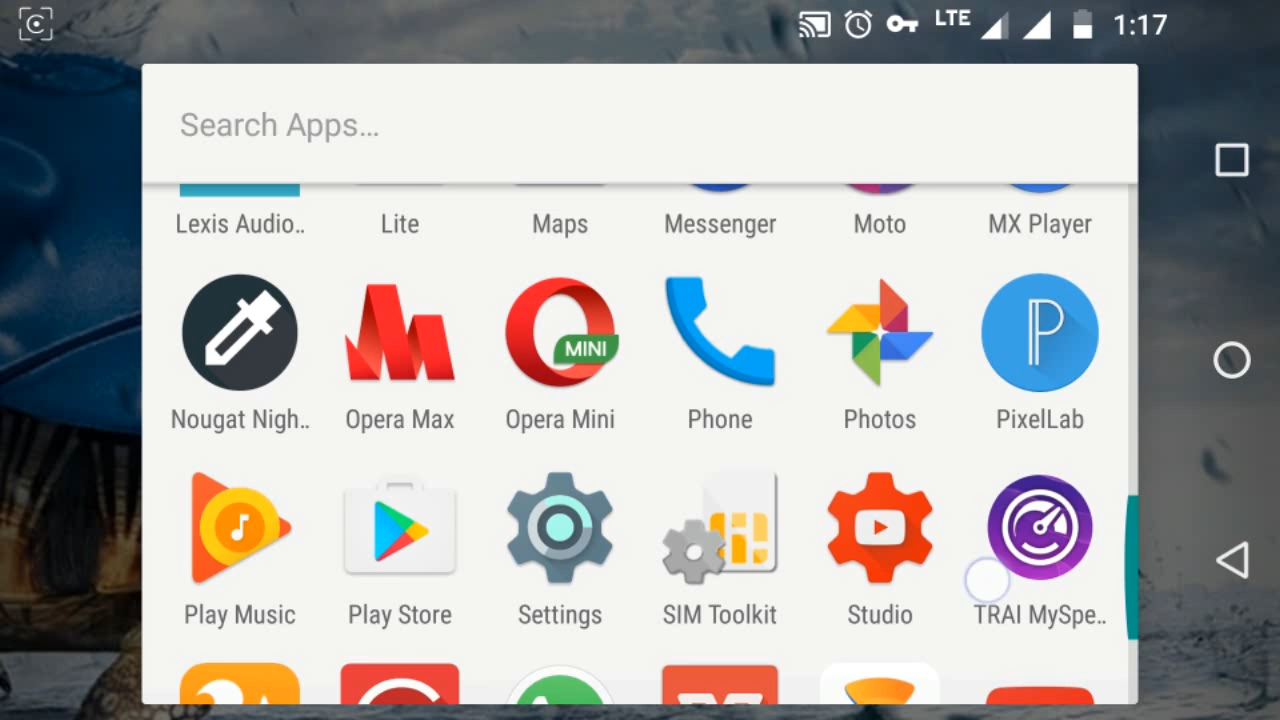 LTE 1:17
Search Apps...
Lexis Audio.. Lite Maps Messenger Moto MX Player
MINI
Nougat Nigh.. Opera Max Opera Mini Phone Photos PixelLab
Play Music Play Store Settings SIM Toolkit Studio TRAI MySpe..